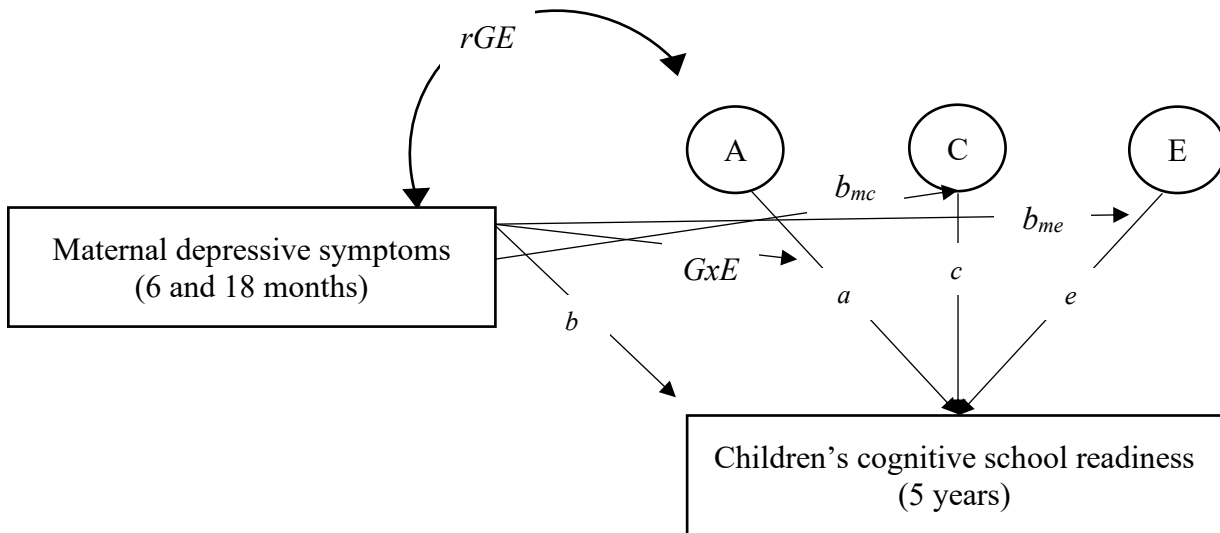 rGE
A
C
E
b_mc
b_me
Maternal depressive symptoms
(6 and 18 months)
GxE
c
a
e
b
Children’s cognitive school readiness
(5 years)